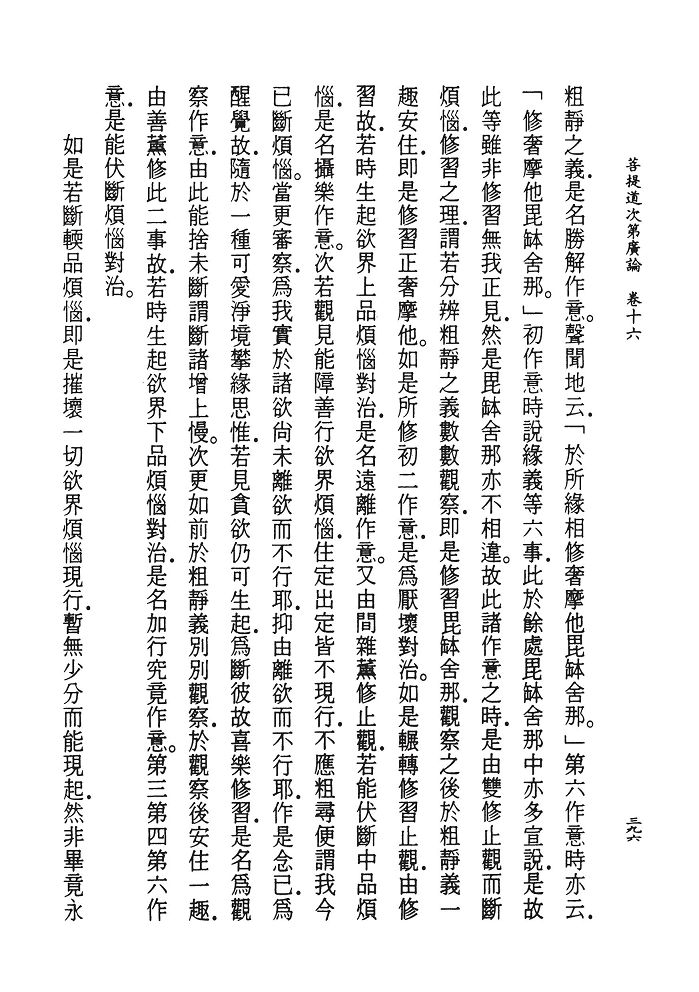 菩提道次第廣論　卷十六
三九六
粗靜之義．是名勝解作意。聲聞地云．「於所緣相修奢摩他毘缽舍那。」第六作意時亦云．
「修奢摩他毘缽舍那。」初作意時說緣義等六事．此於餘處毘缽舍那中亦多宣說．是故
此等雖非修習無我正見．然是毘缽舍那亦不相違。故此諸作意之時．是由雙修止觀而斷
煩惱．修習之理．謂若分辨粗靜之義數數觀察．即是修習毘缽舍那．觀察之後於粗靜義一
趣安住．即是修習正奢摩他。如是所修初二作意．是爲厭壞對治。如是輾轉修習止觀．由修
習故．若時生起欲界上品煩惱對治．是名遠離作意。又由間雜薰修止觀．若能伏斷中品煩
惱．是名攝樂作意。次若觀見能障善行欲界煩惱．住定出定皆不現行．不應粗尋便謂我今
已斷煩惱。當更審察．爲我實於諸欲尚未離欲而不行耶．抑由離欲而不行耶．作是念已．爲
醒覺故．隨於一種可愛淨境攀緣思惟．若見貪欲仍可生起．爲斷彼故喜樂修習．是名爲觀
察作意．由此能捨未斷謂斷諸增上慢。次更如前於粗靜義別別觀察．於觀察後安住一趣．
由善薰修此二事故．若時生起欲界下品煩惱對治．是名加行究竟作意。第三第四第六作
意．是能伏斷煩惱對治。
如是若斷輭品煩惱．即是摧壞一切欲界煩惱現行．暫無少分而能現起．然非畢竟永